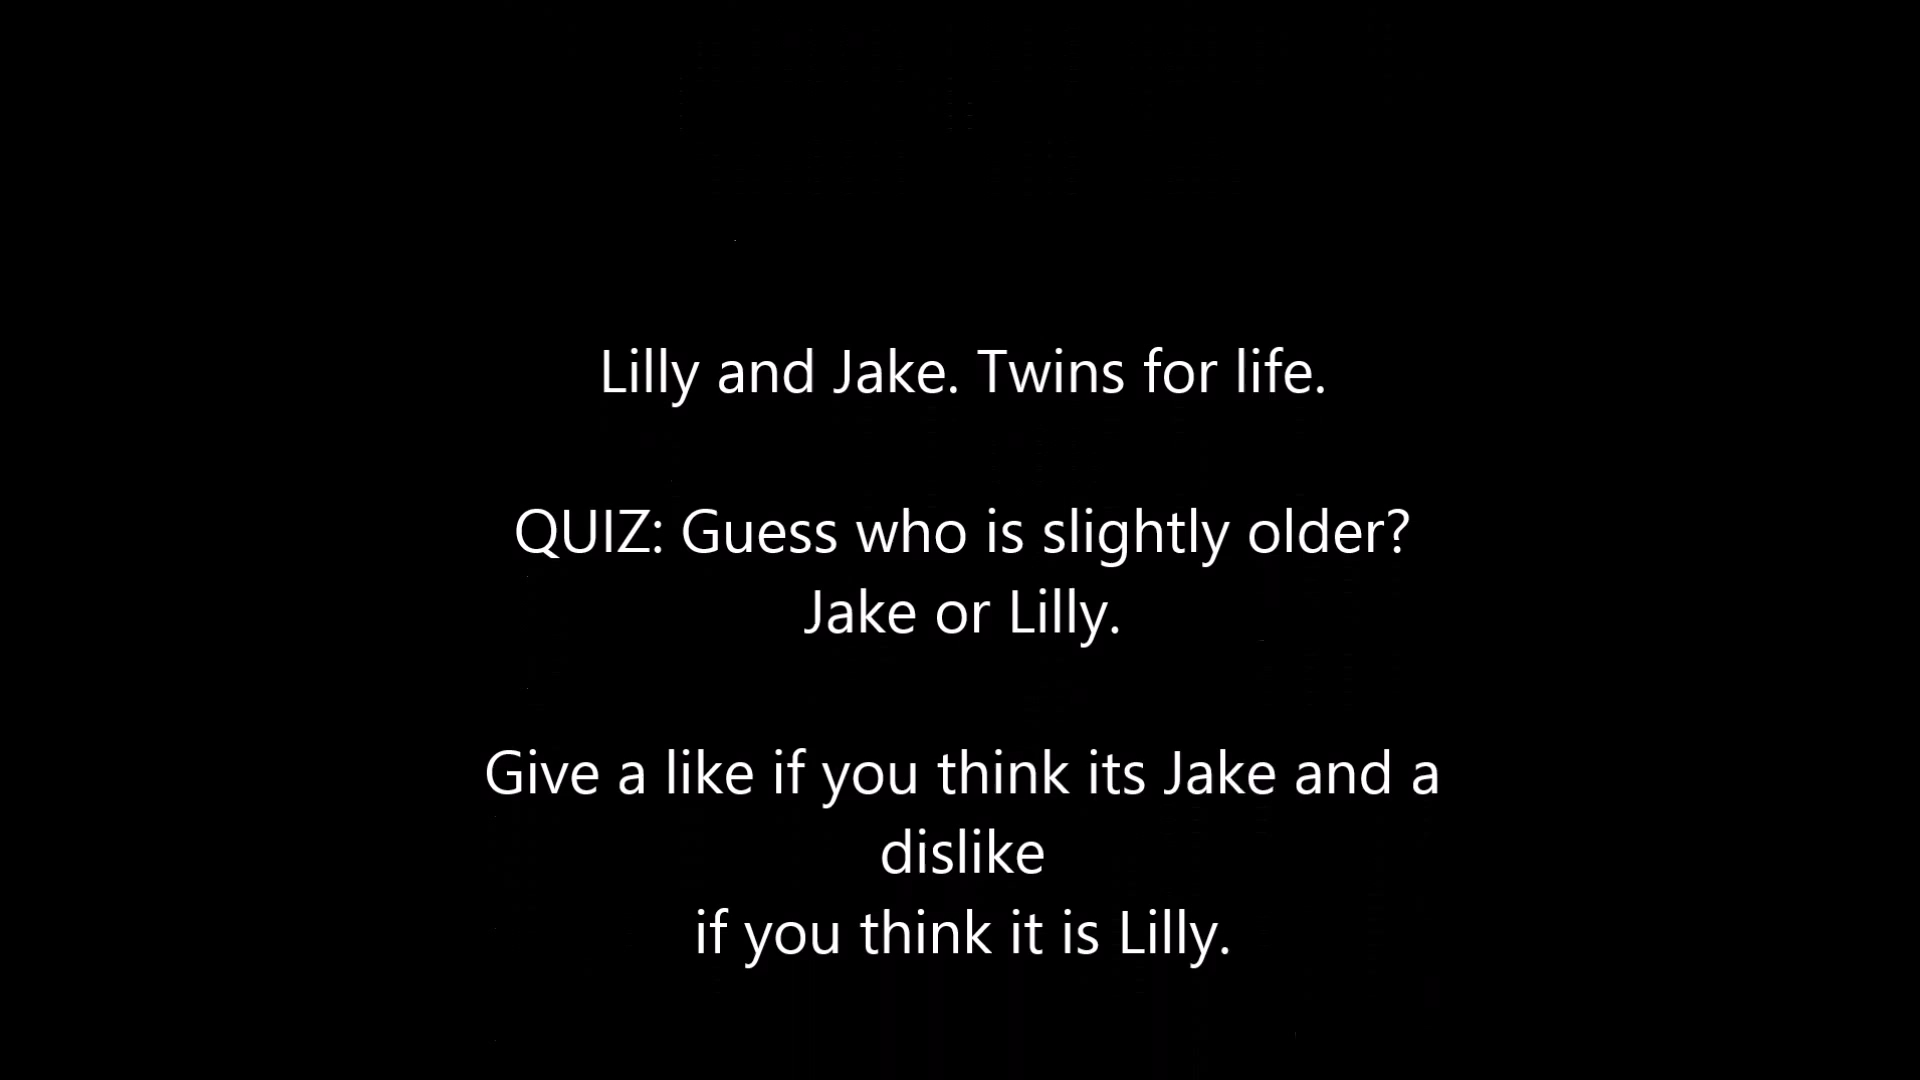 Lilly and Jake. Twins for life.
QUIZ: Guess who is slightly older?
Jake or Lilly.
Give a like if you think its Jake and a
dislike
if you think it is Lilly.